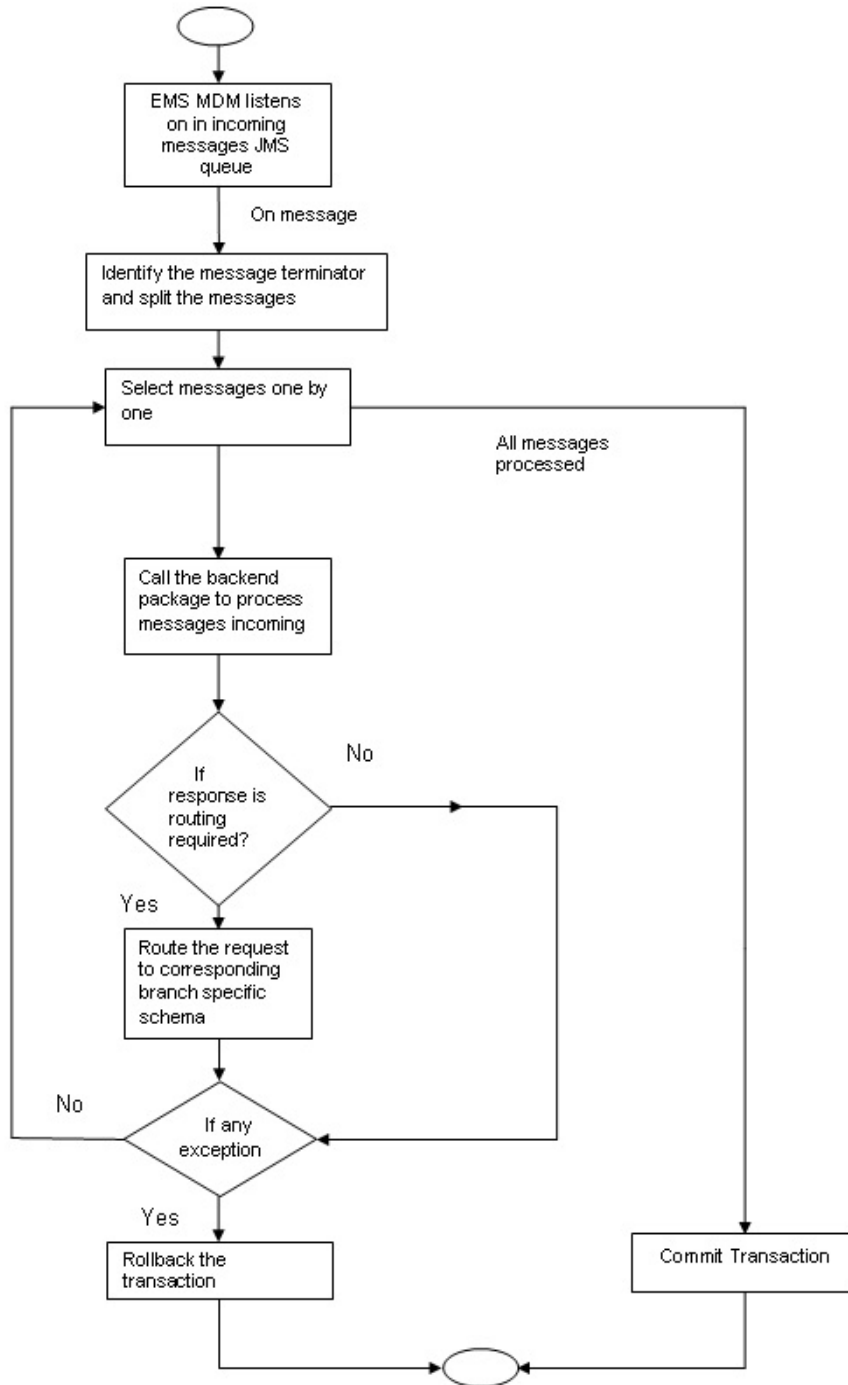 EMS MDM listens
on in incoming
messages JMS
queue
On message
Identify the message terminator
and split the messages
Select messages one by
one
All messages
processed
Call the backend
package to process
messages incoming
If
response is
routing
required?
No
Yes
Route the request
to corresponding
branch specific
schema
No
If any
exception
Yes
Rollback the
transaction
Commit Transaction